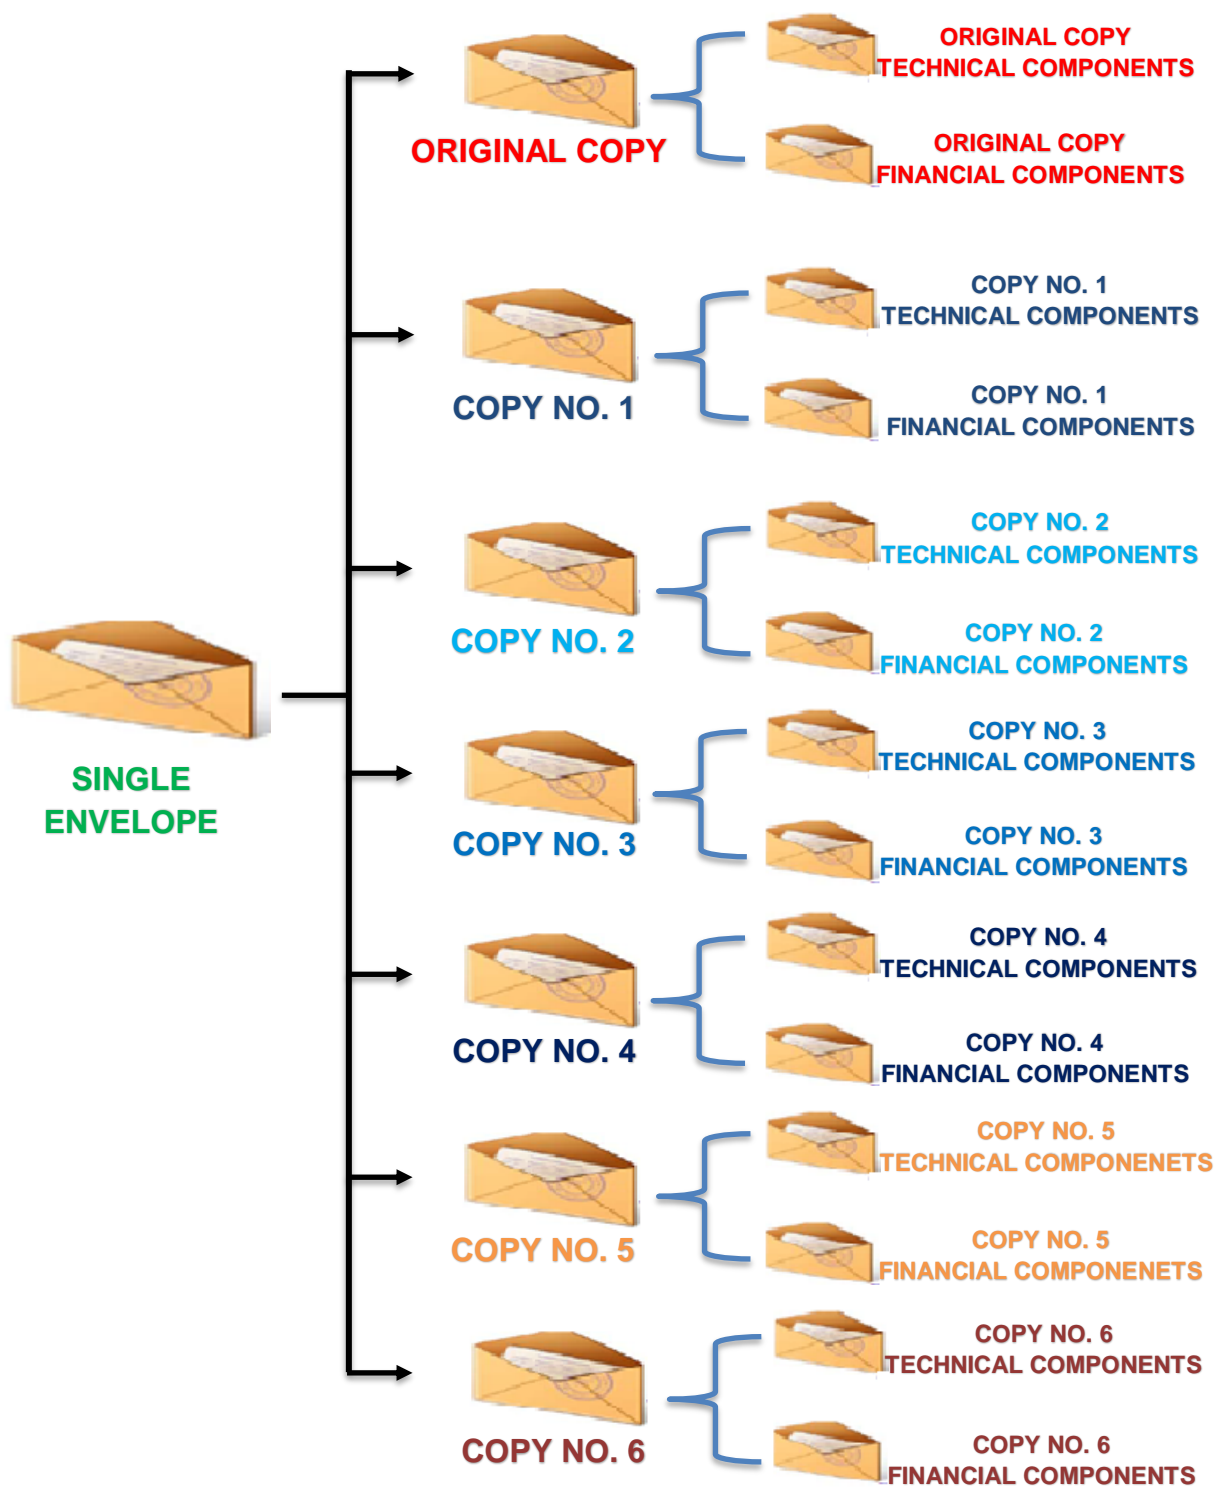 ORIGINAL COPY
TECHNICAL COMPONENTS
ORIGINAL COPY
ORIGINAL COPY
FINANCIAL COMPONENTS
COPY NO. 1
TECHNICAL COMPONENTS
COPY NO. 1
COPY NO. 1
FINANCIAL COMPONENTS
COPY NO. 2
TECHNICAL COMPONENTS
COPY NO. 2
COPY NO. 2
FINANCIAL COMPONENTS
SINGLE
ENVELOPE
COPY NO. 3
TECHNICAL COMPONENTS
COPY NO. 3
COPY NO. 3
FINANCIAL COMPONENTS
COPY NO. 4
TECHNICAL COMPONENTS
COPY NO. 4
COPY NO. 4
FINANCIAL COMPONENTS
COPY NO. 5
TECHNICAL COMPONENETS
COPY NO. 5
COPY NO. 5
FINANCIAL COMPONENETS
COPY NO. 6
TECHNICAL COMPONENTS
COPY NO. 6
COPY NO. 6
FINANCIAL COMPONENTS